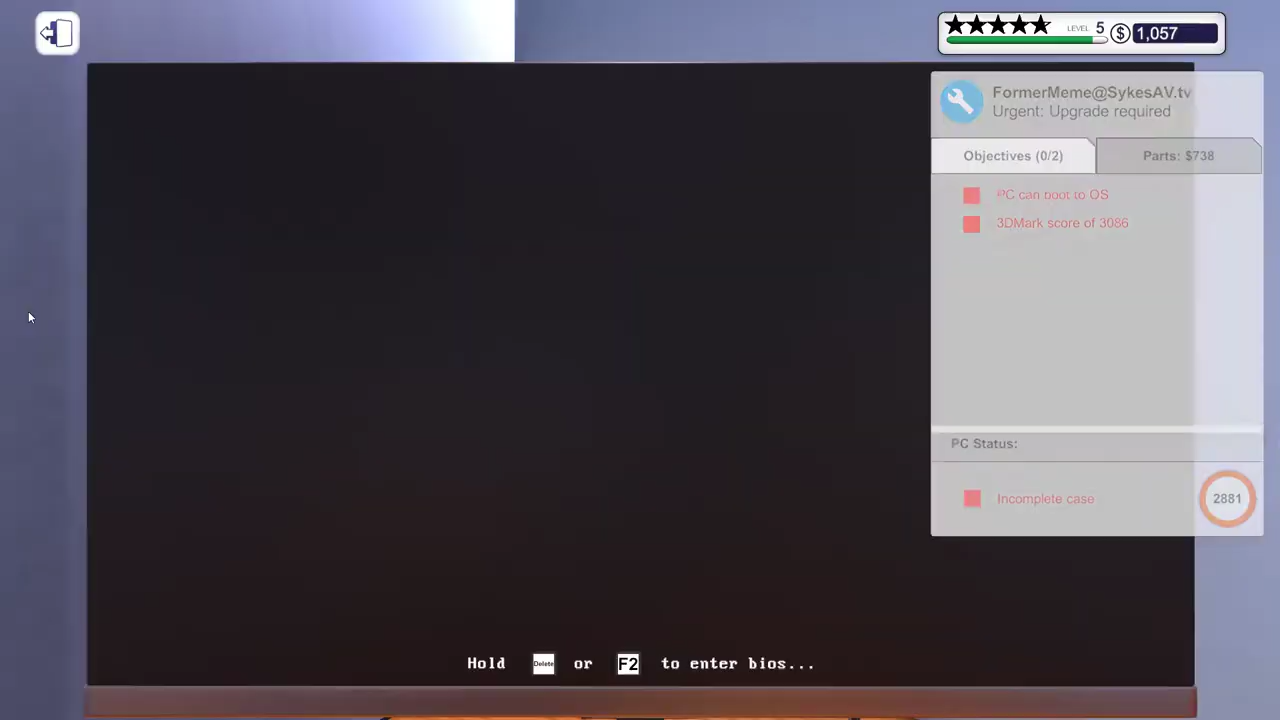 LEVEL 5 $ 1,057
FormerMeme@SykesAV.tv
Urgent: Upgrade required
Objectives (0/2) Parts: $738
PC can boot to OS
3DMark score of 3086
PC Status:
Incomplete case 2881
Hold Delete or F2 to enter bios...